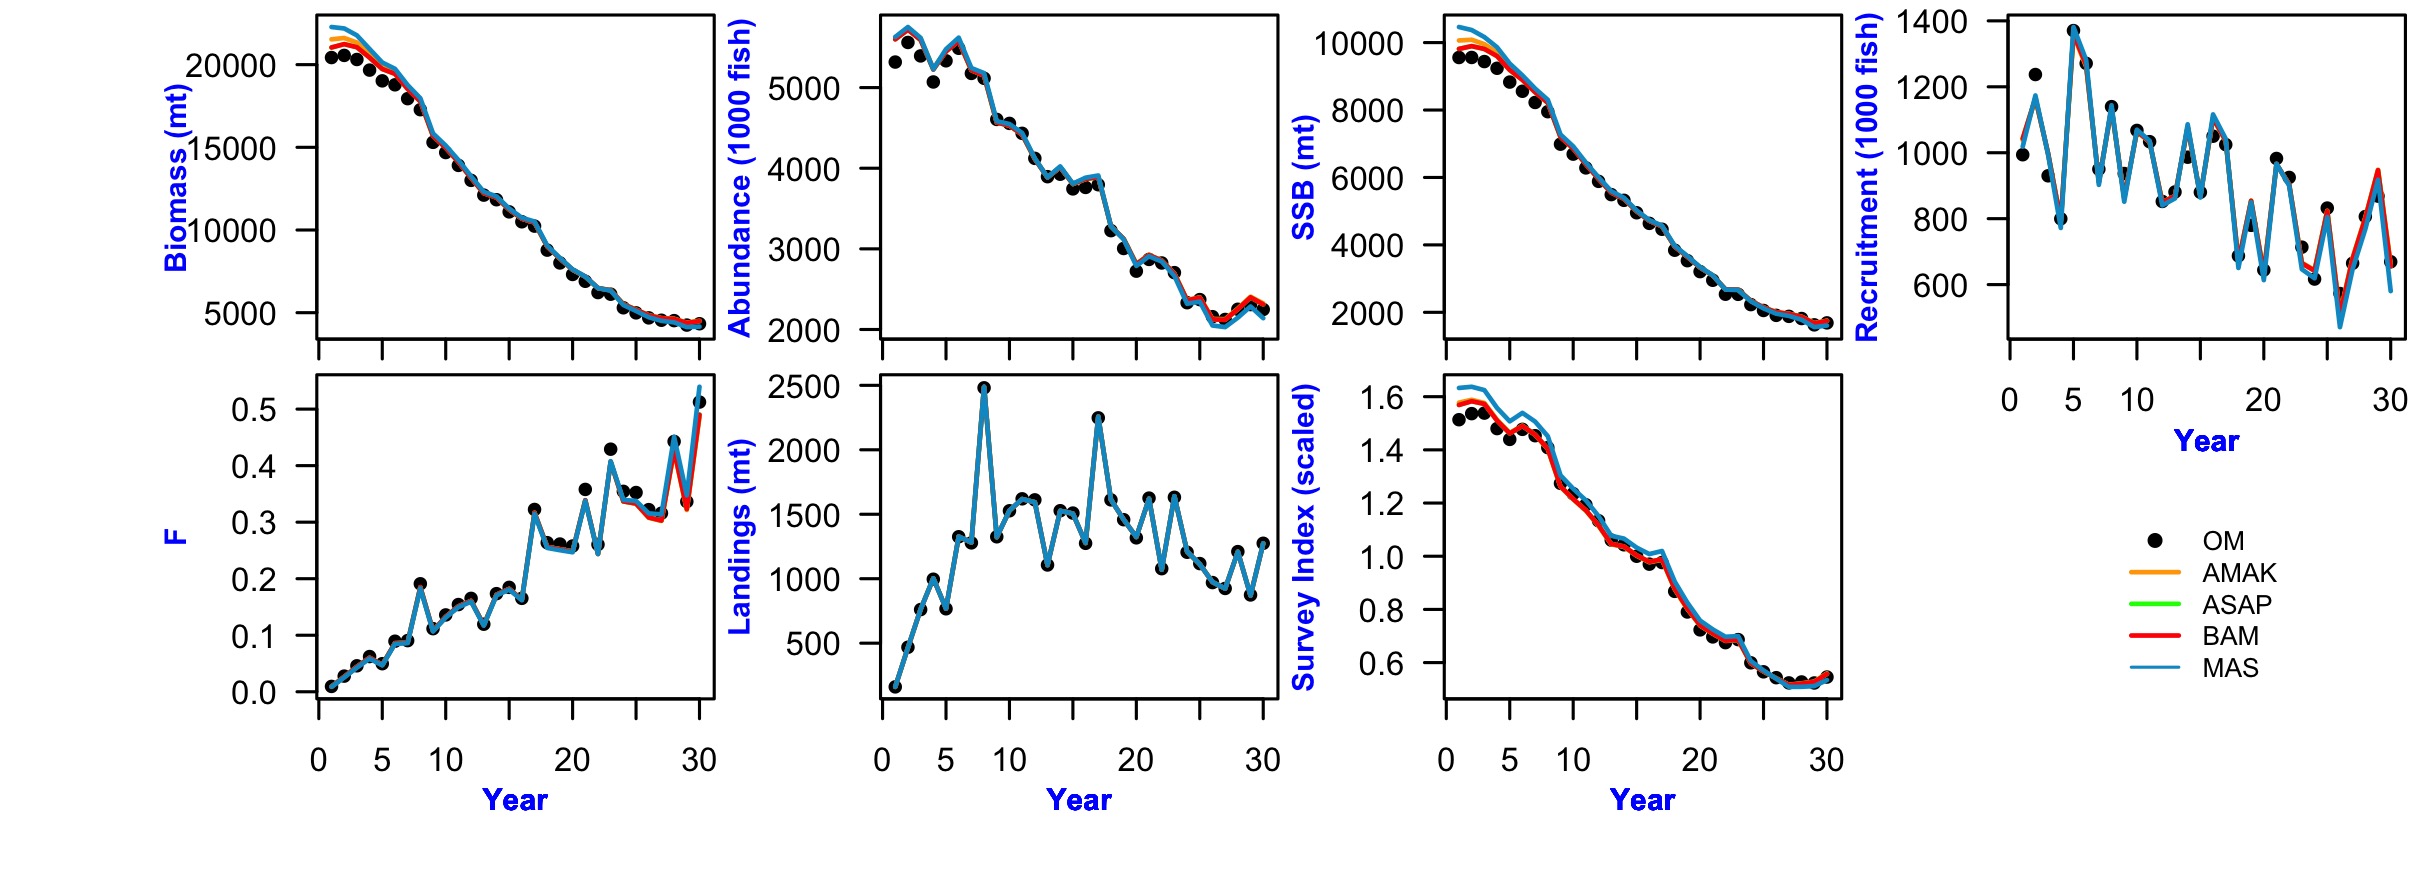 Biomass (mt)
20000
15000
10000
5000
Abundance (1000 fish)
5000
4000
3000
2000
SSB (mt)
10000
8000
6000
4000
2000
Recruitment (1000 fish)
1400
1200
1000
800
600
0 5 10 20 30
Year
F
0.5
0.4
0.3
0.2
0.1
0.0
0 5 10 20 30
Year
Landings (mt)
2500
2000
1500
1000
500
0 5 10 20 30
Year
Survey Index (scaled)
1.6
1.4
1.2
1.0
0.8
0.6
0 5 10 20 30
Year
OM
AMAK
ASAP
BAM
MAS